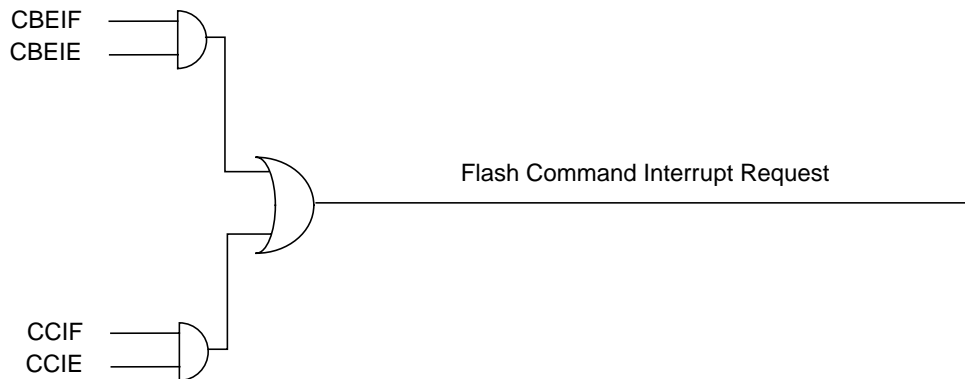 CBEIF
CBEIE
Flash Command Interrupt Request
CCIF
CCIE